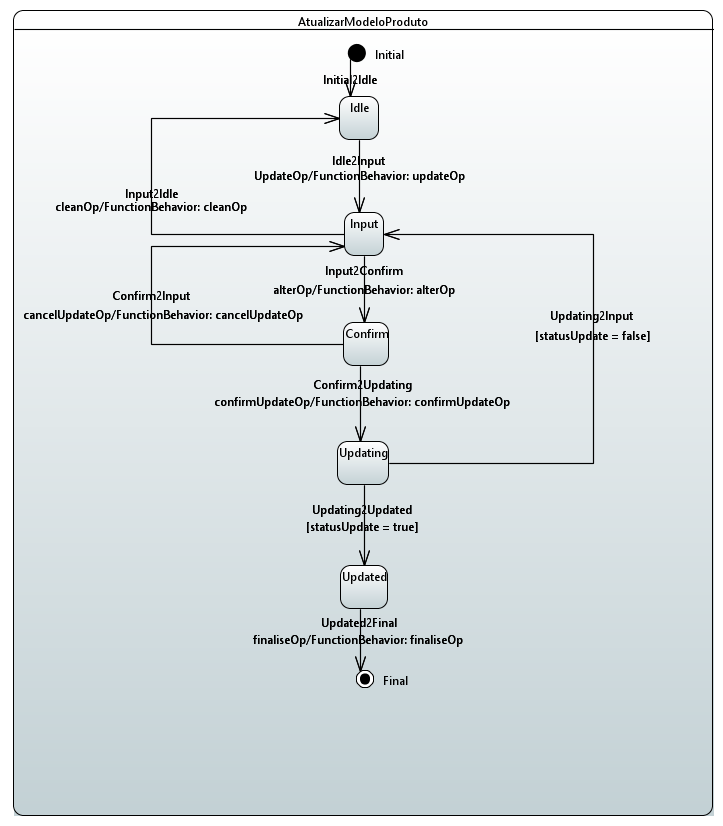 AtualizarModeloProduto
Initial
Initial2Idle
Idle
Idle2Input
UpdateOp/FunctionBehavior: updateOp
Input2Idle
cleanOp/FunctionBehavior: cleanOp
Input
Input2Confirm
alterOp/FunctionBehavior: alterOp
Confirm2Input
cancelUpdateOp/FunctionBehavior: cancelUpdateOp
Updating2Input
[statusUpdate = false]
Confirm
Confirm2Updating
confirmUpdateOp/FunctionBehavior: confirmUpdateOp
Updating
Updating2Updated
[statusUpdate = true]
Updated
Updated2Final
finaliseOp/FunctionBehavior: finaliseOp
Final